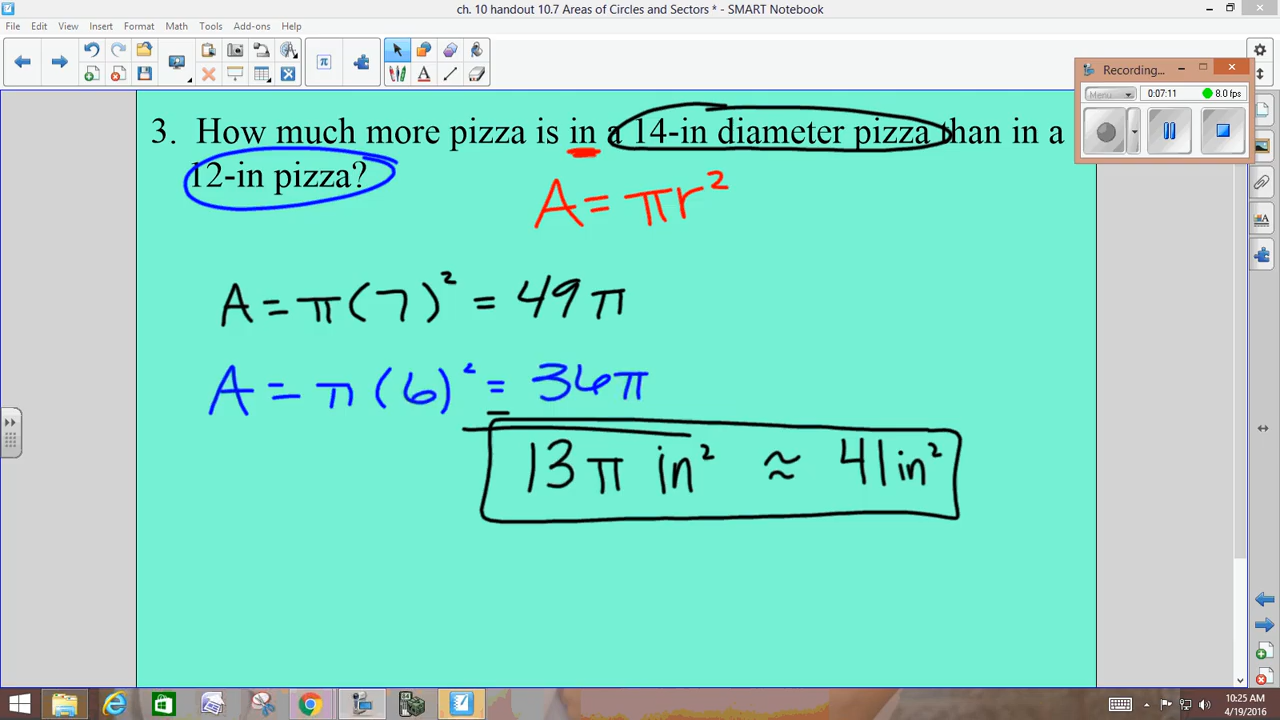 ch. 10 handout 10.7 Areas of Circles and Sectors * - SMART Notebook
File Edit View Insert Format Math Tools Add-ons Help
Recording...
Menu 0:07:11 8.0 fps
3. How much more pizza is in a 14-in diameter pizza than in a
12-in pizza?
A = πr²
A = π(7)² = 49π
A = π(6)² = 36π
13π in² ≈ 41in²
10:25 AM
4/19/2016